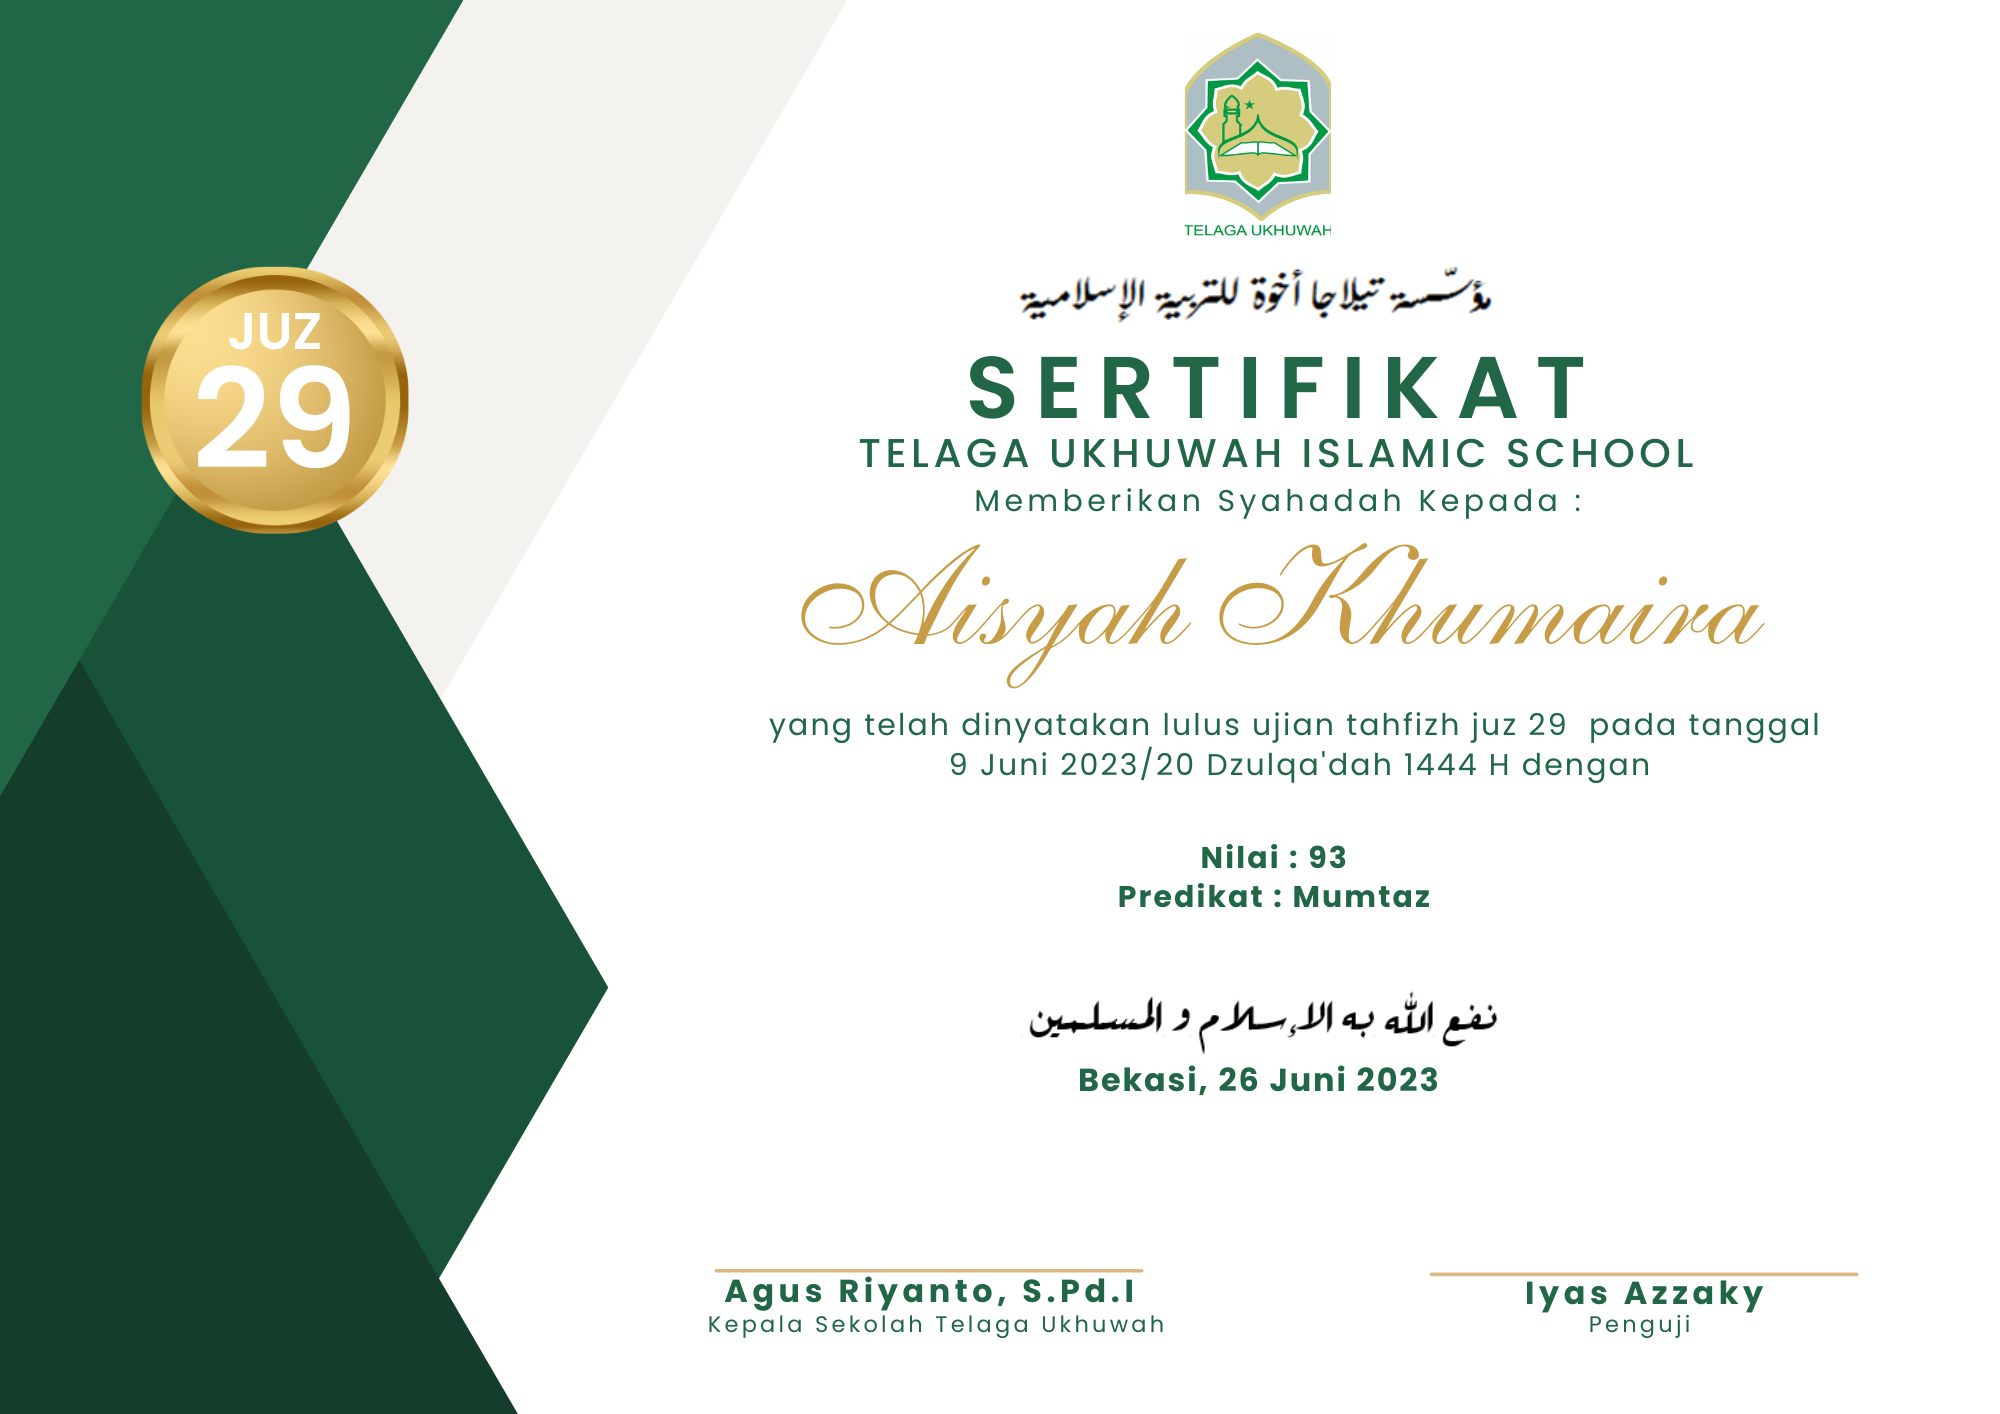 JUZ
29
TELAGA UKHUWAH
مؤسّسة تيلاجا أخوة للتربية الإسلامية
SERTIFIKAT
TELAGA UKHUWAH ISLAMIC SCHOOL
Memberikan Syahadah Kepada :
Aisyah Khumaira
yang telah dinyatakan lulus ujian tahfizh juz 29 pada tanggal
9 Juni 2023/20 Dzulqa'dah 1444 H dengan
Nilai : 93
Predikat : Mumtaz
نفع الله به الإسلام و المسلمين
Bekasi, 26 Juni 2023
Agus Riyanto, S.Pd.I
Kepala Sekolah Telaga Ukhuwah
Iyas Azzaky
Penguji